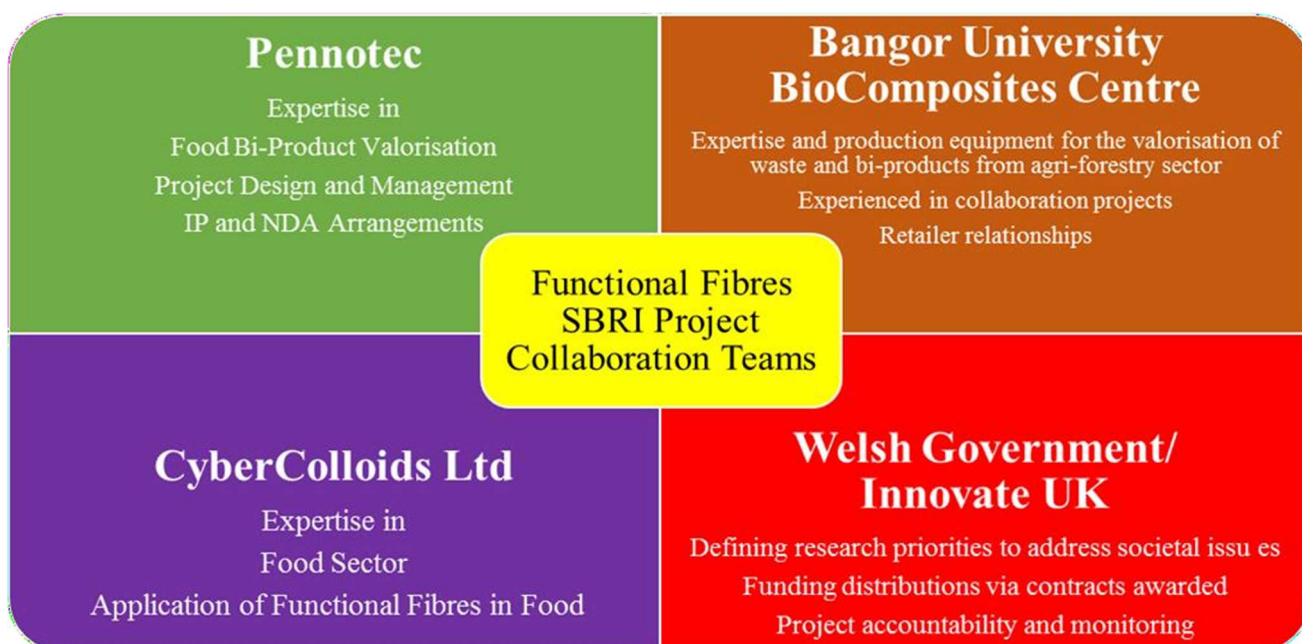 Pennotec
Expertise in
Food Bi-Product Valorisation
Project Design and Management
IP and NDA Arrangements
Bangor University
BioComposites Centre
Expertise and production equipment for the valorisation of
waste and bi-products from agri-forestry sector
Experienced in collaboration projects
Retailer relationships
Functional Fibres
SBRI Project
Collaboration Teams
CyberColloids Ltd
Expertise in
Food Sector
Application of Functional Fibres in Food
Welsh Government/
Innovate UK
Defining research priorities to address societal issu es
Funding distributions via contracts awarded
Project accountability and monitoring